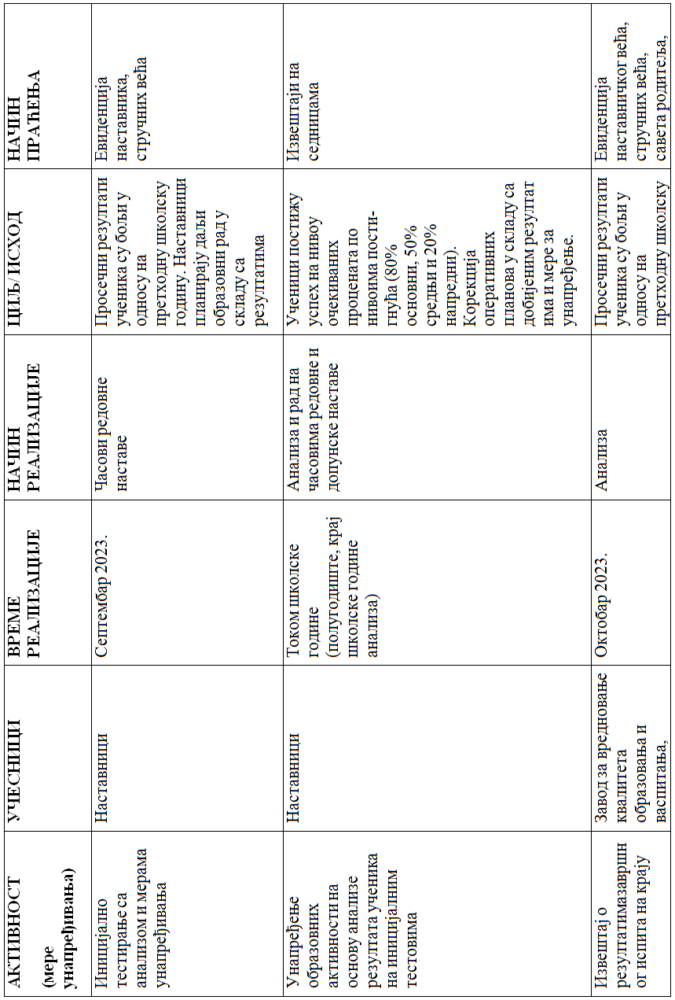 АКТИВНОСТ
(мере
унапређивања)
УЧЕСНИЦИ
ВРЕМЕ
РЕАЛИЗАЦИЈЕ
НАЧИН
РЕАЛИЗАЦИЈЕ
ЦИЉ/ ИСХОД
НАЧИН
ПРАЋЕЊА
Иницијално
тестирање са
анализом и мерама
унапређивања
Наставници
Септембар 2023.
Часови редовне
наставе
Просечни резултати
ученика су бољи у
односу на
претходну школску
годину. Наставници
планирају даљи
образовни рад у
складу са
резултатима
Евиденција
наставника,
стручних већа
Унапређење
образовних
активности на
основу анализе
резултата ученика
на иницијалним
тестовима
Наставници
Током школске
године
(полугодиште, крај
школске године
анализа)
Анализа и рад на
часовима редовне и
допунске наставе
Ученици постижу
успех на нивоу
очекиваних
процената по
нивоима пости-
гнућа (80%
основни, 50%
средњи и 20%
напредни).
Корекција
оперативних
планова у складу са
добијеним резултат
има и мере за
унапређење.
Извештаји на
седницама
Извештај о
резултатимазавршн
ог испита на крају
Завод за вредновање
квалитета
образовања и
васпитања,
Октобар 2023.
Анализа
Просечни резултати
ученика су бољи у
односу на
претходну школску
Евиденција
наставничког већа,
стручних већа,
савета родитеља,